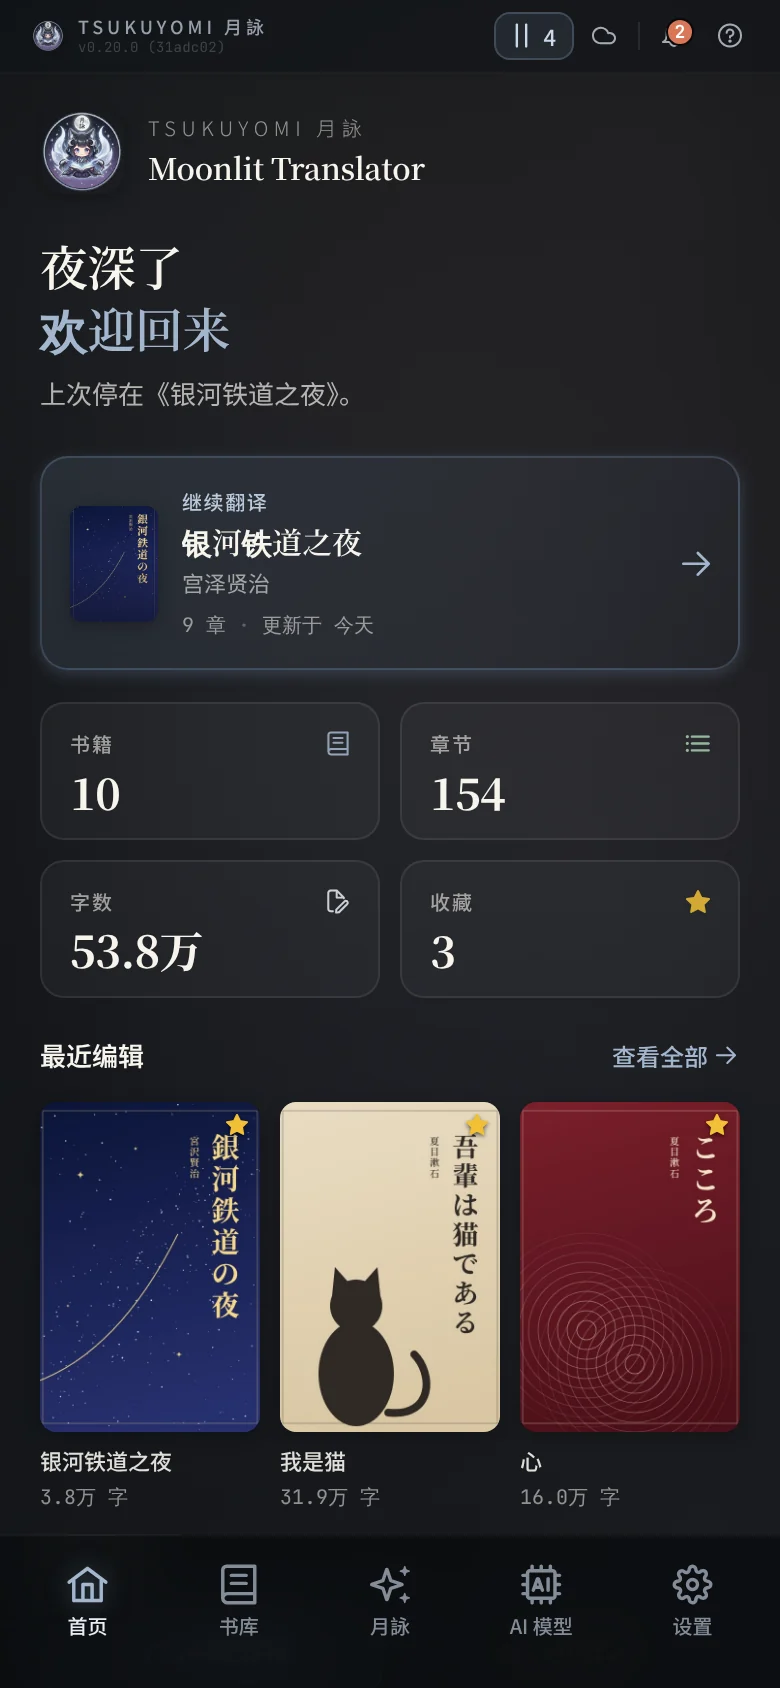 TSUKUYOMI 月詠
v0.20.0 (31adc02)
4
2
TSUKUYOMI 月詠
Moonlit Translator
夜深了
欢迎回来
上次停在《银河铁道之夜》。
銀河鉄道の夜
继续翻译
银河铁道之夜
宫泽贤治
9 章 · 更新于 今天
书籍
10
章节
154
字数
53.8万
收藏
3
最近编辑
查看全部
銀河鉄道の夜
宮沢賢治
吾輩は猫である
夏目漱石
こころ
夏目漱石
银河铁道之夜
3.8万 字
我是猫
31.9万 字
心
16.0万 字
首页
书库
月詠
AI
AI 模型
设置